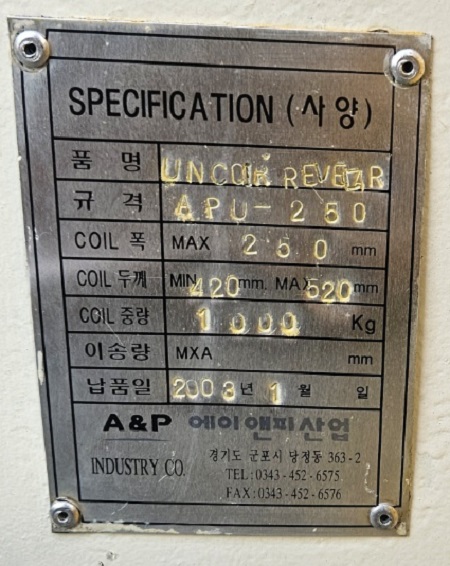 SPECIFICATION (사양)
품 명 UNCOIR REVELER
규 격 APU-250
COIL 폭 MAX 250 mm
COIL 두께 MIN 420 mm. MAX 520 mm
COIL 중량 1000 Kg
이송량 MXA mm
납품일 2003년 1월 일
A&P 에이앤피산업
INDUSTRY CO. 경기도 군포시 당정동 363-2
TEL:0343-452-6575
FAX:0343-452-6576